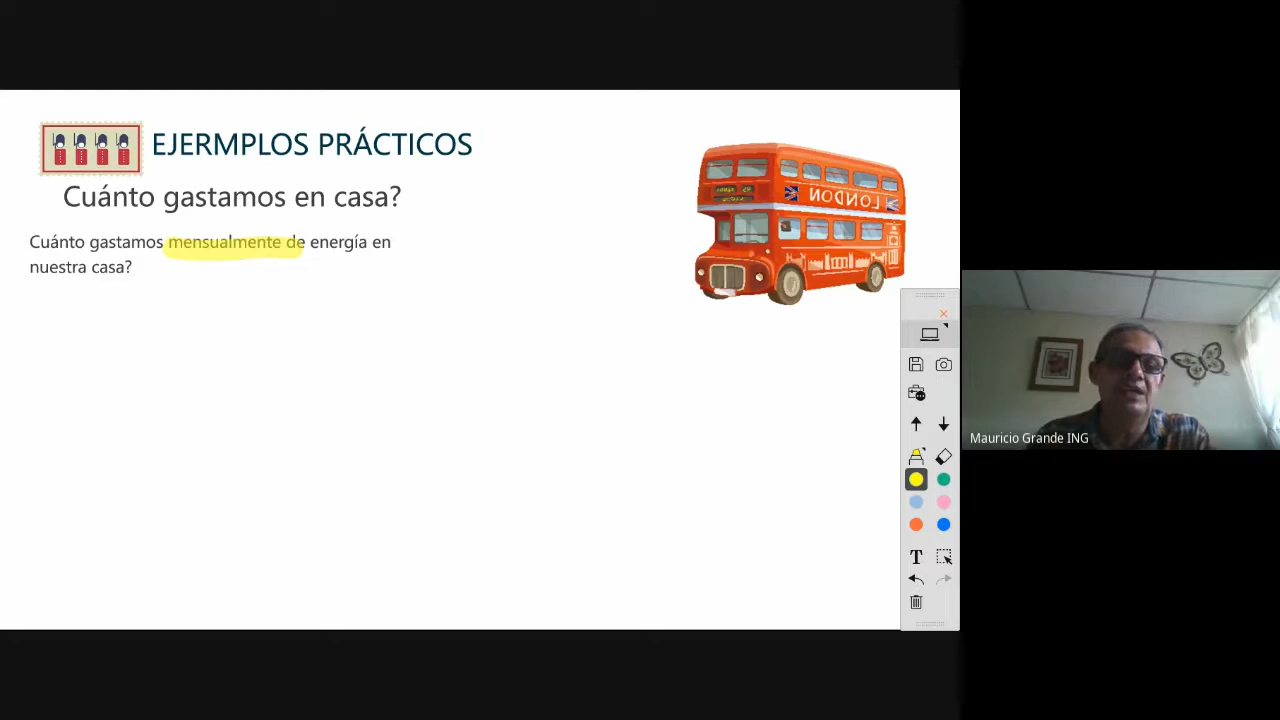 EJERMPLOS PRÁCTICOS
Cuánto gastamos en casa?
Cuánto gastamos mensualmente de energía en
nuestra casa?
LONDON
T
Mauricio Grande ING